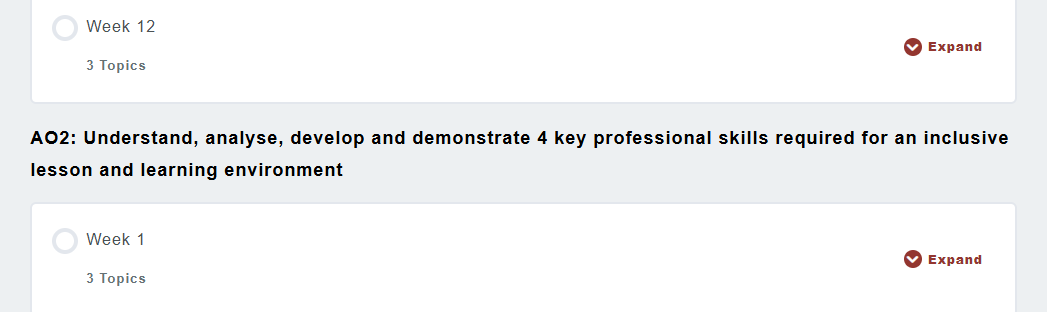 Week 12
Expand
3 Topics
AO2: Understand, analyse, develop and demonstrate 4 key professional skills required for an inclusive
lesson and learning environment
Week 1
Expand
3 Topics